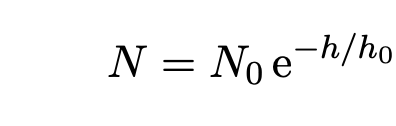 N = N₀ e^{−h/h₀}